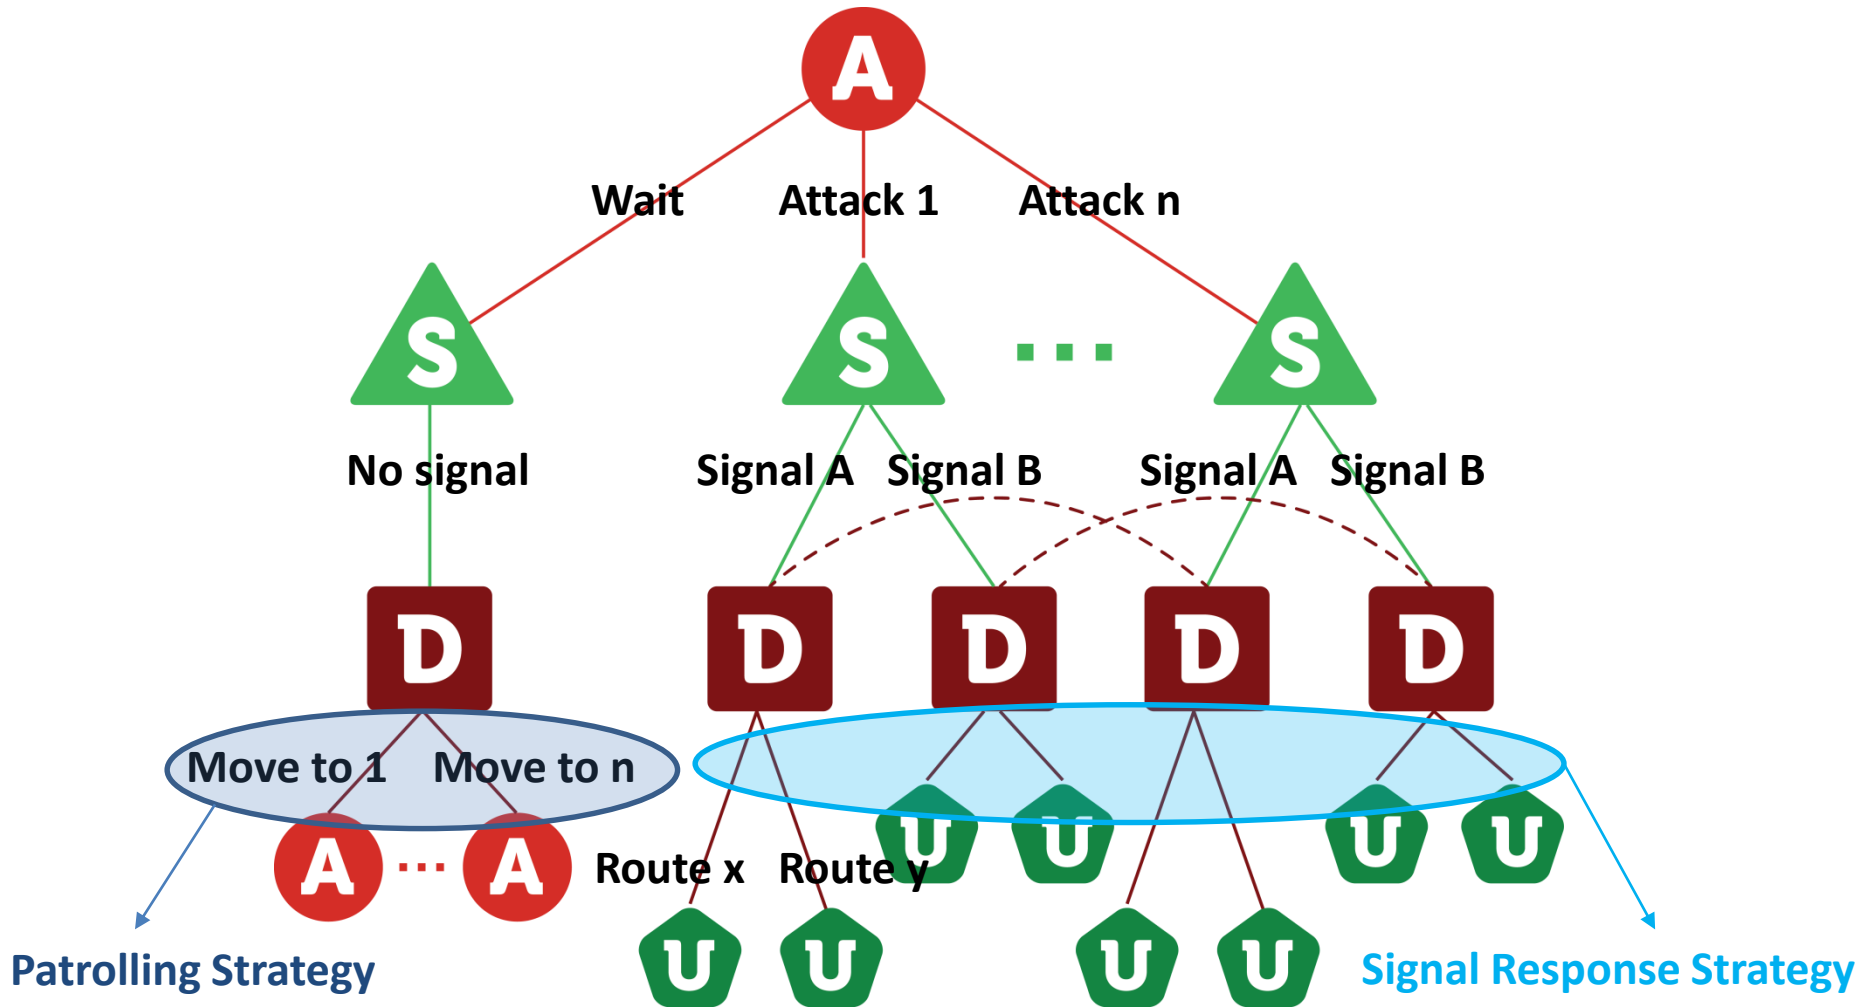 A
Wait Attack 1 Attack n
S S ... S
No signal Signal A Signal B Signal A Signal B
D D D D D
Move to 1 Move to n
U U U U
A ... A Route x Route y
U U U U
Patrolling Strategy Signal Response Strategy